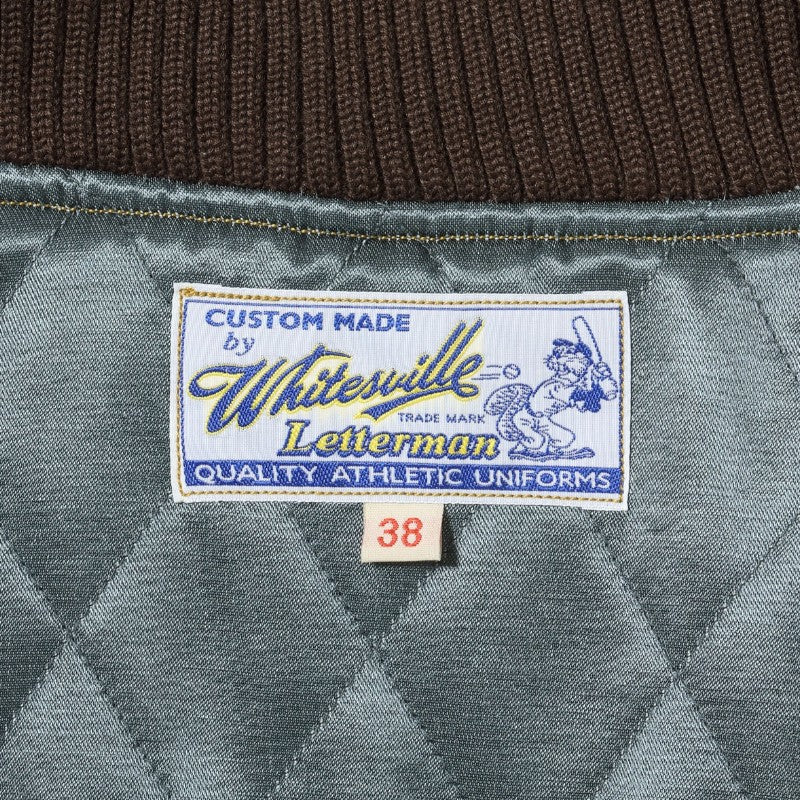 CUSTOM MADE
by
Whitesville
TRADE MARK
Letterman
QUALITY ATHLETIC UNIFORMS
38